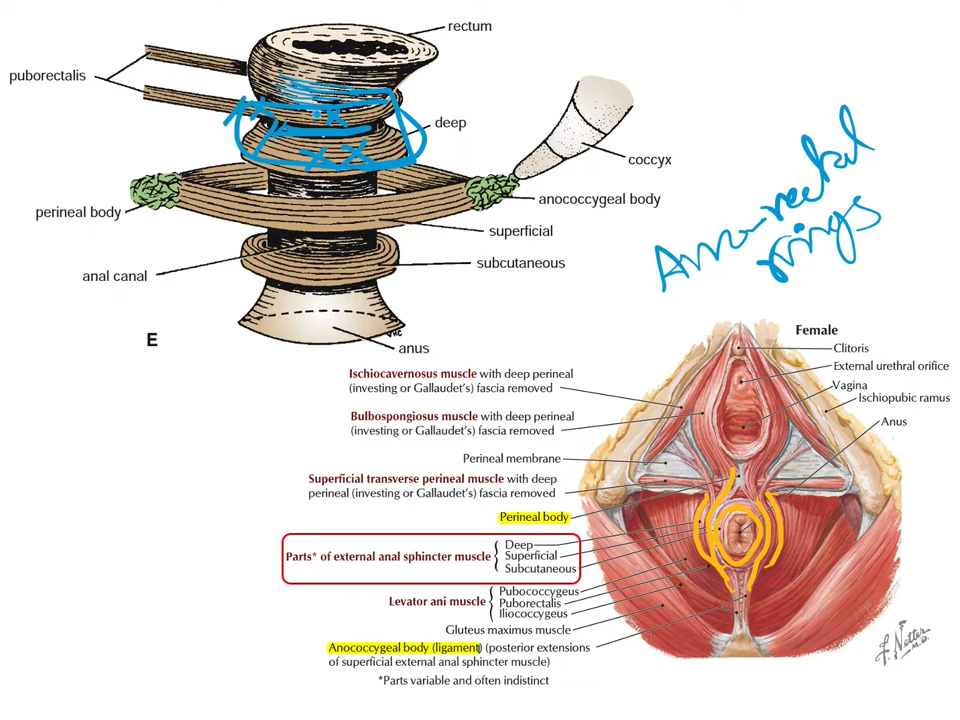 rectum
puborectalis
deep
coccyx
perineal body
anococcygeal body
superficial
subcutaneous
anal canal
anus
E
JHC
Ano-rectal
rings
Female
Clitoris
External urethral orifice
Vagina
Ischiopubic ramus
Anus
Ischiocavernosus muscle with deep perineal
(investing or Gallaudet's) fascia removed
Bulbospongiosus muscle with deep perineal
(investing or Gallaudet's) fascia removed
Perineal membrane
Superficial transverse perineal muscle with deep
perineal (investing or Gallaudet's) fascia removed
Perineal body
Parts* of external anal sphincter muscle { Deep
Superficial
Subcutaneous
Levator ani muscle { Pubococcygeus
Puborectalis
Iliococcygeus
Gluteus maximus muscle
Anococcygeal body (ligament) (posterior extensions
of superficial external anal sphincter muscle)
*Parts variable and often indistinct
F. Netter
M.D.